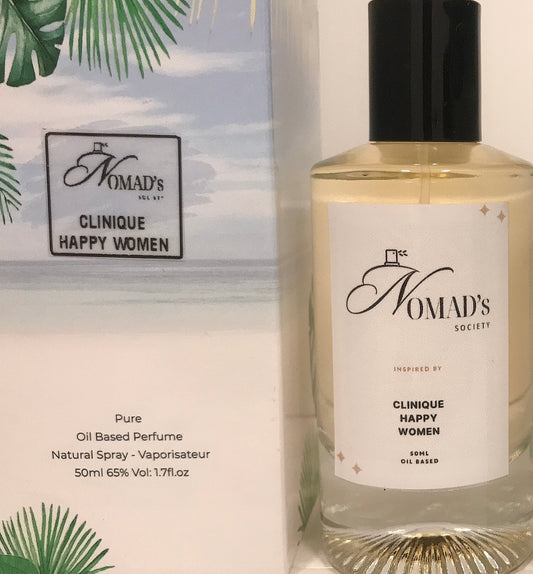 NOMAD's
CLINIQUE
HAPPY WOMEN
Pure
Oil Based Perfume
Natural Spray - Vaporisateur
50ml 65% Vol: 1.7fl.oz
NOMAD's
SOCIETY
INSPIRED BY
CLINIQUE
HAPPY
WOMEN
50ML
OIL BASED